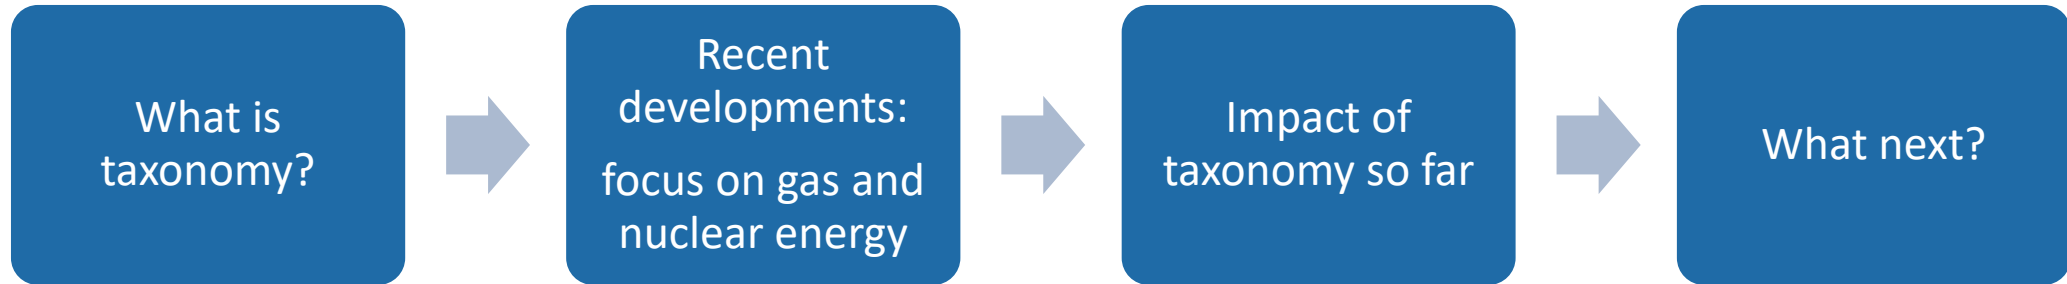 What is
taxonomy?
Recent
developments:
focus on gas and
nuclear energy
Impact of
taxonomy so far
What next?